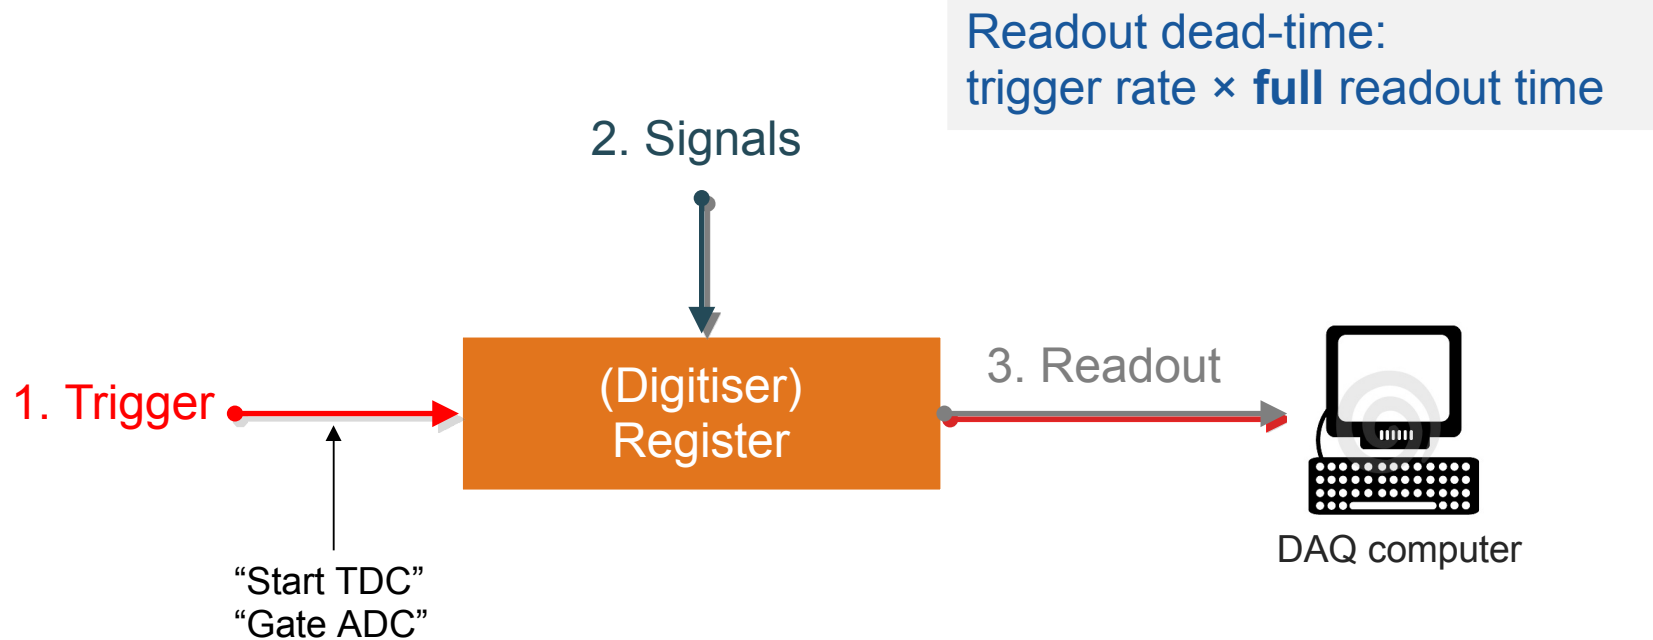 Readout dead-time:
trigger rate × full readout time
2. Signals
1. Trigger
(Digitiser)
Register
3. Readout
“Start TDC”
“Gate ADC”
DAQ computer